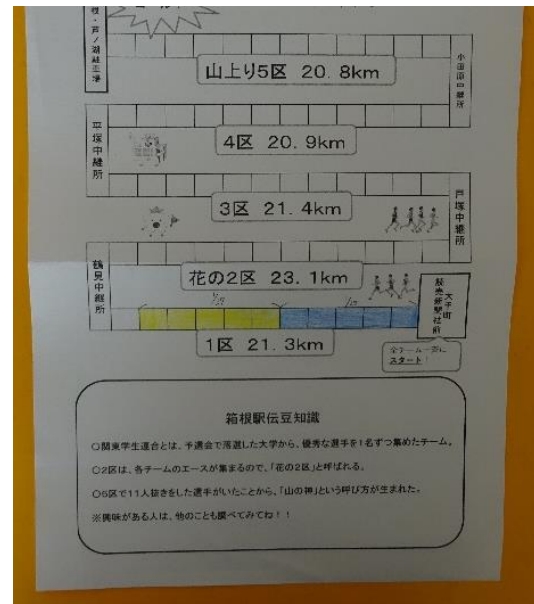 芦ノ湖駐車場
小田原中継所
山上り5区 20.8km
平塚中継所
4区 20.9km
3区 21.4km
戸塚中継所
鶴見中継所
花の2区 23.1km
大手町
読売新聞社前
1区 21.3km
全チーム一斉に
スタート!
箱根駅伝豆知識
○関東学生連合とは、予選会で落選した大学から、優秀な選手を1名ずつ集めたチーム。
○2区は、各チームのエースが集まるので、「花の2区」と呼ばれる。
○5区で11人抜きをした選手がいたことから、「山の神」という呼び方が生まれた。
※興味がある人は、他のことも調べてみてね!!